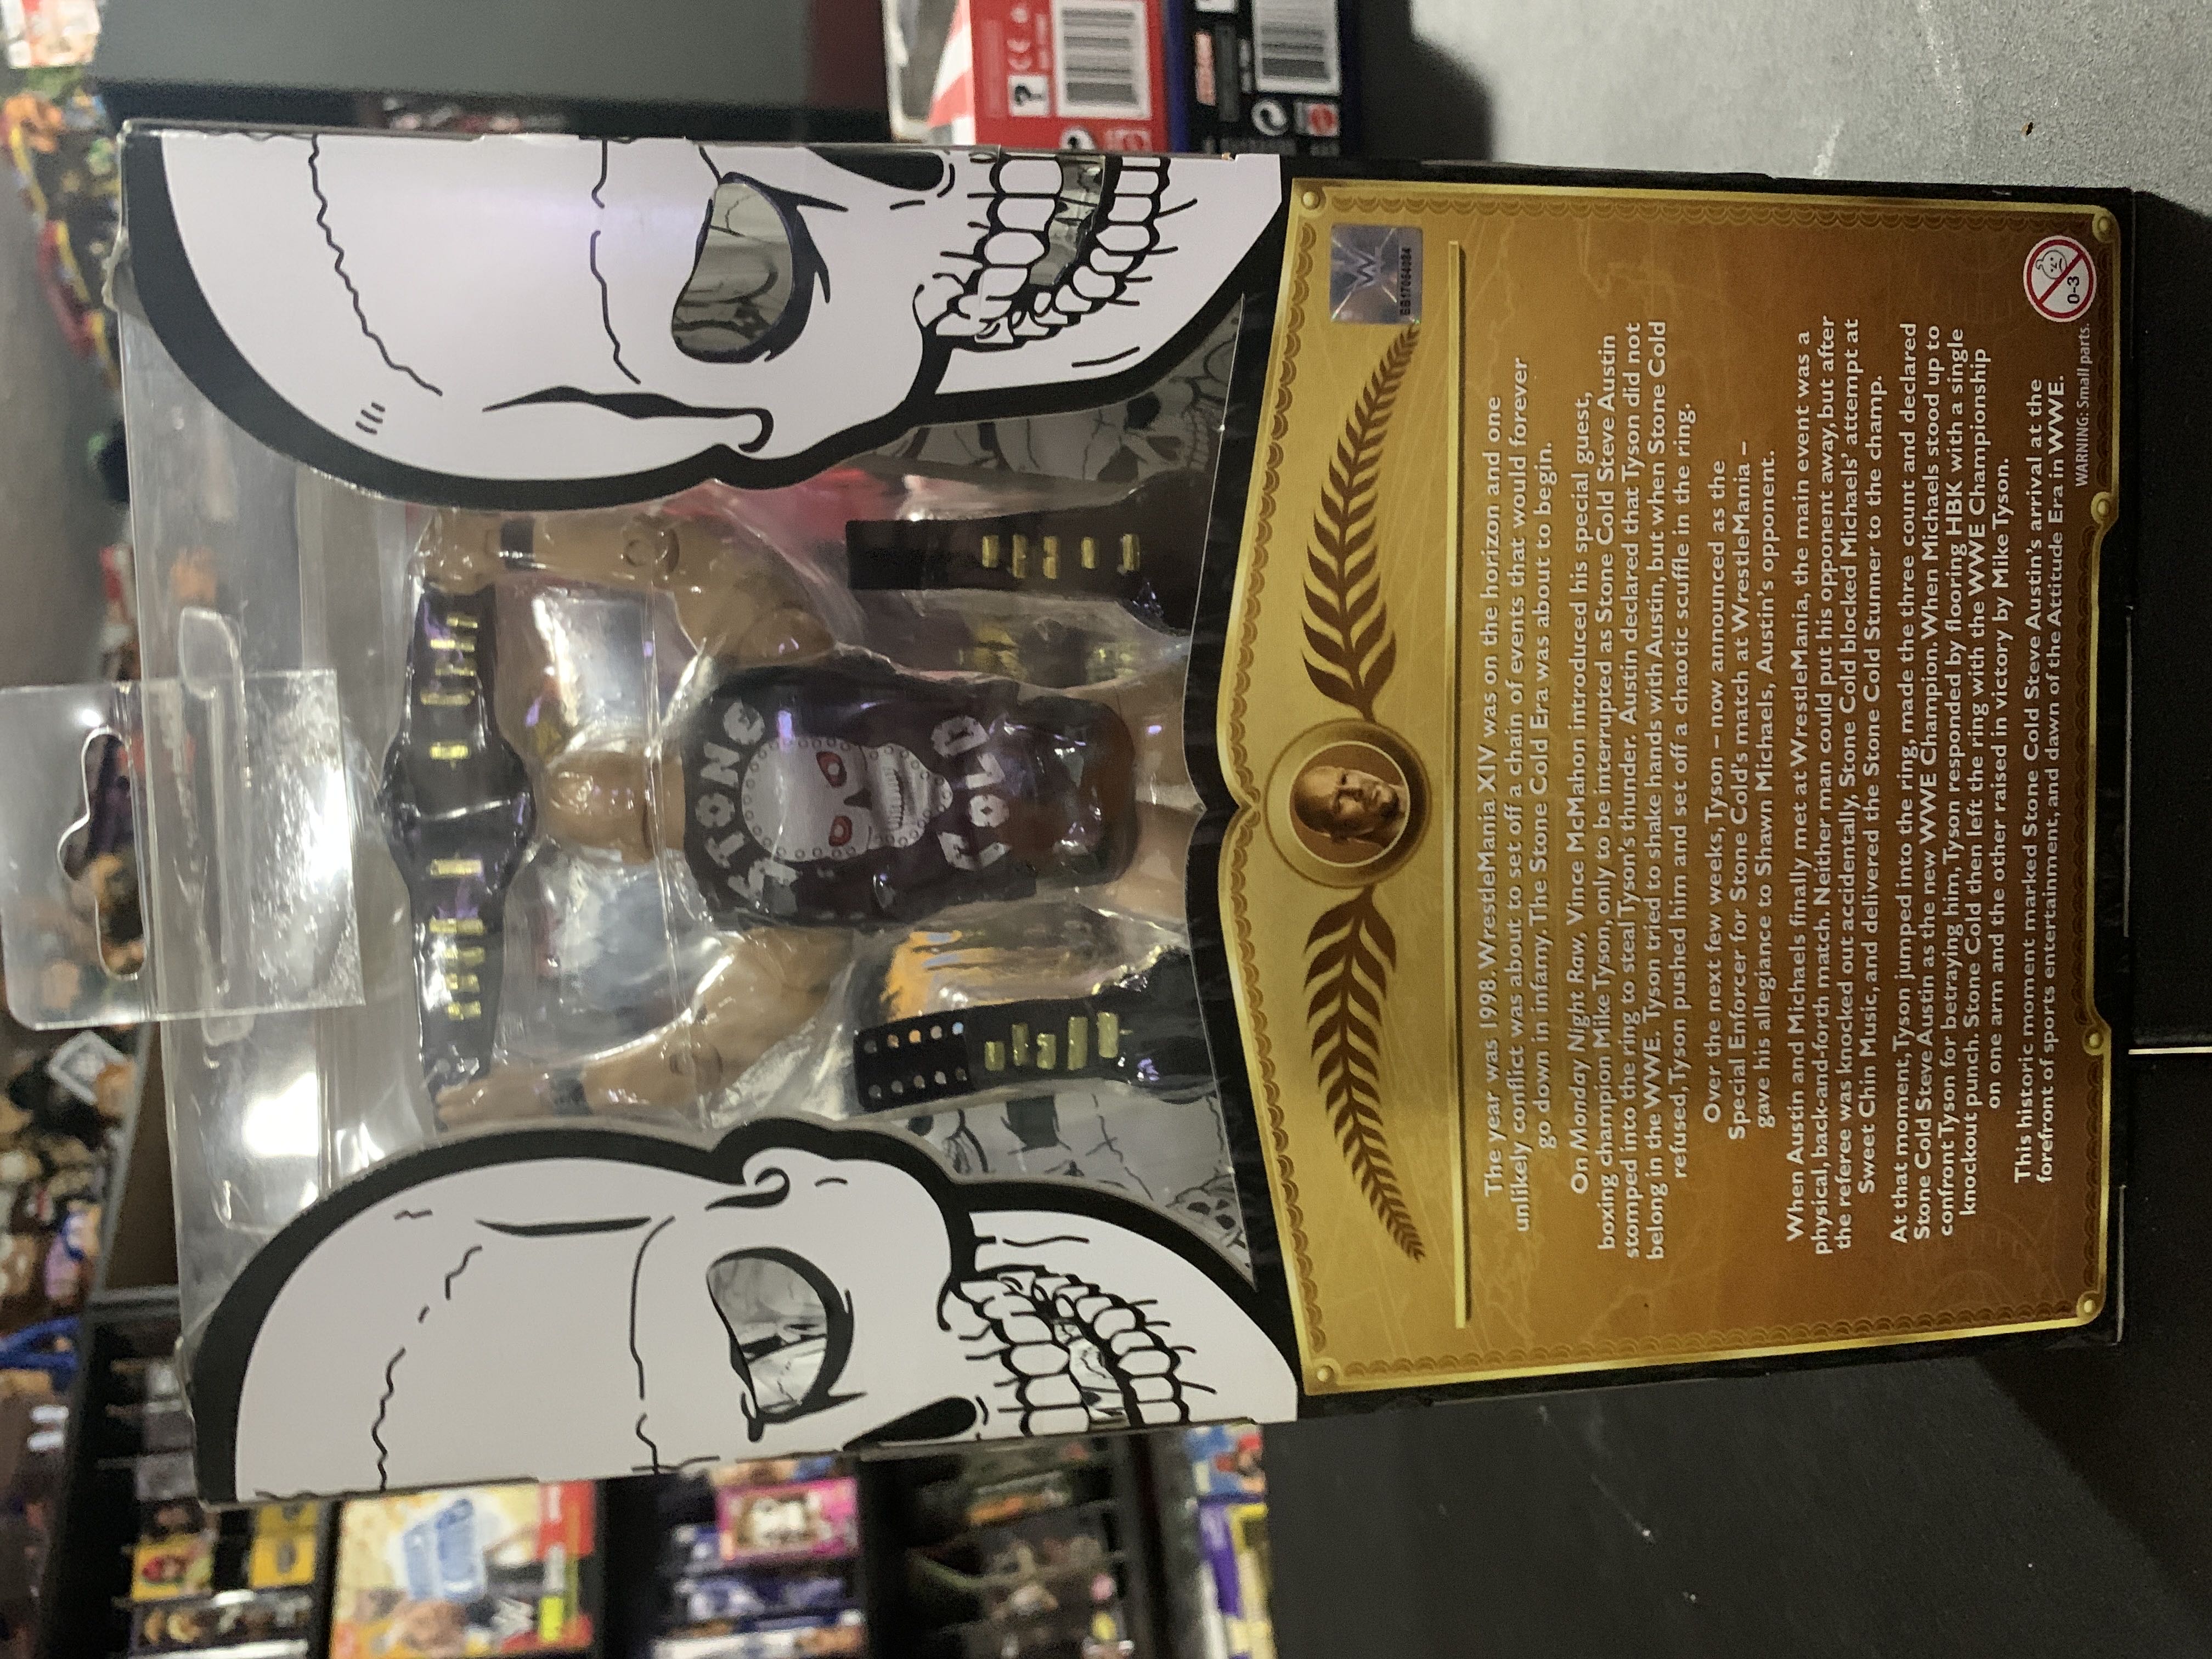 STONE
COLD
W
BB17064084
The year was 1998. WrestleMania XIV was on the horizon and one
unlikely conflict was about to set off a chain of events that would forever
go down in infamy. The Stone Cold Era was about to begin.
On Monday Night Raw, Vince McMahon introduced his special guest,
boxing champion Mike Tyson, only to be interrupted as Stone Cold Steve Austin
stomped into the ring to steal Tyson's thunder. Austin declared that Tyson did not
belong in the WWE. Tyson tried to shake hands with Austin, but when Stone Cold
refused, Tyson pushed him and set off a chaotic scuffle in the ring.
Over the next few weeks, Tyson – now announced as the
Special Enforcer for Stone Cold's match at WrestleMania –
gave his allegiance to Shawn Michaels, Austin's opponent.
When Austin and Michaels finally met at WrestleMania, the main event was a
physical, back-and-forth match. Neither man could put his opponent away, but after
the referee was knocked out accidentally, Stone Cold blocked Michaels' attempt at
Sweet Chin Music, and delivered the Stone Cold Stunner to the champ.
At that moment, Tyson jumped into the ring, made the three count and declared
Stone Cold Steve Austin as the new WWE Champion. When Michaels stood up to
confront Tyson for betraying him, Tyson responded by flooring HBK with a single
knockout punch. Stone Cold then left the ring with the WWE Championship
on one arm and the other raised in victory by Mike Tyson.
This historic moment marked Stone Cold Steve Austin's arrival at the
forefront of sports entertainment, and dawn of the Attitude Era in WWE.
0-3
WARNING: Small parts.
?
CE